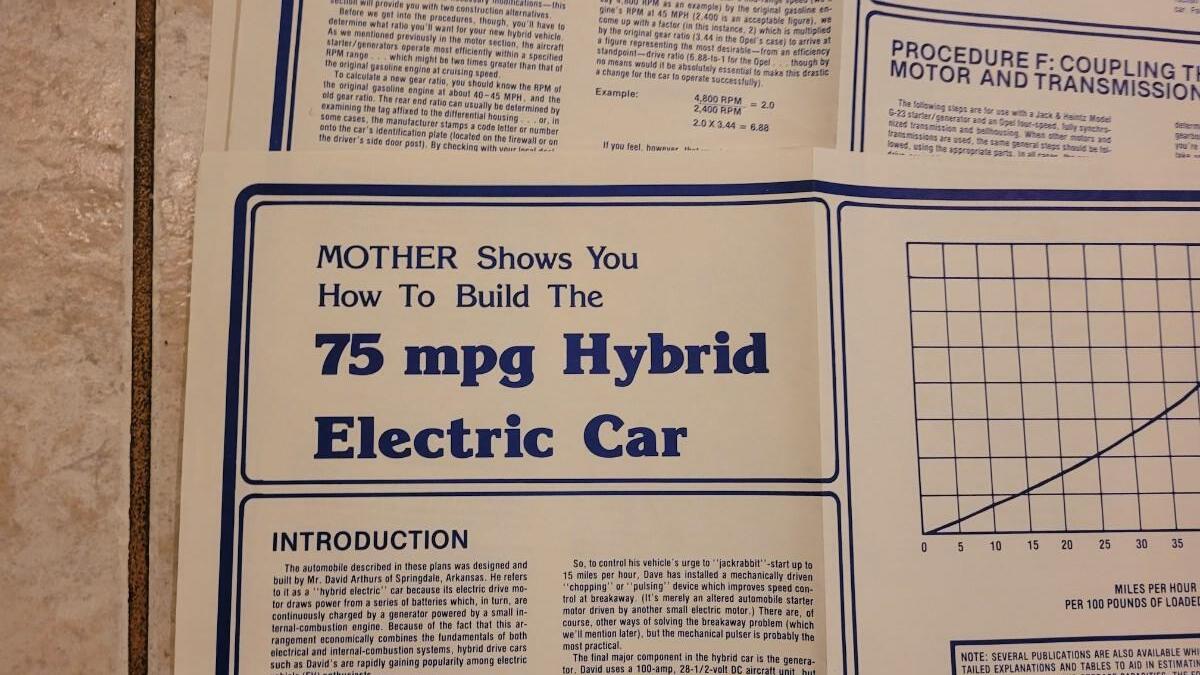 section will provide you with two construction alternatives.
Before we get into the procedures, though, you'll have to
determine what ratio you'll want for your new hybrid vehicle.
As we mentioned previously in the motor section, the aircraft
starter/generators operate most efficiently within a specified
RPM range . . . which might be two times greater than that of
the original gasoline engine at cruising speed.
To calculate a new gear ratio, you should know the RPM of
the original gasoline engine at about 40-45 MPH, and the
old gear ratio. The rear end ratio can usually be determined by
examining the tag affixed to the differential housing . . . or, in
some cases, the manufacturer stamps a code letter or number
onto the car's identification plate (located on the firewall or on
the driver's side door post). By checking with your local
4,800 RPM as an example) by the original gasoline en-
gine's RPM at 45 MPH (2,400 is an acceptable figure), we
come up with a factor (in this instance, 2) which is multiplied
by the original gear ratio (3.44 in the Opel's case) to arrive at
a figure representing the most desirable—from an efficiency
standpoint—drive ratio (6.88-to-1 for the Opel . . . though by
no means would it be absolutely essential to make this drastic
a change for the car to operate successfully).
Example:
4,800 RPM
2,400 RPM = 2.0
2.0 X 3.44 = 6.88
If you feel, however,
PROCEDURE F: COUPLING
MOTOR AND TRANSMISSION
The following steps are for use with a Jack & Heintz Model
G-23 starter/generator and an Opel four-speed, fully synchro-
nized transmission and bellhousing. When other motors and
transmissions are used, the same general steps should be fol-
lowed, using the appropriate parts. In all cases,
MOTHER Shows You
How To Build The
75 mpg Hybrid
Electric Car
INTRODUCTION
The automobile described in these plans was designed and
built by Mr. David Arthurs of Springdale, Arkansas. He refers
to it as a "hybrid electric" car because its electric drive mo-
tor draws power from a series of batteries which, in turn, are
continuously charged by a generator powered by a small in-
ternal-combustion engine. Because of the fact that this ar-
rangement economically combines the fundamentals of both
electrical and internal-combustion systems, hybrid drive cars
such as David's are rapidly gaining popularity among electric
vehicle (EV) enthusiasts.
So, to control his vehicle's urge to "jackrabbit"-start up to
15 miles per hour, Dave has installed a mechanically driven
"chopping" or "pulsing" device which improves speed con-
trol at breakaway. (It's merely an altered automobile starter
motor driven by another small electric motor.) There are, of
course, other ways of solving the breakaway problem (which
we'll mention later), but the mechanical pulser is probably the
most practical.
The final major component in the hybrid car is the genera-
tor. David uses a 100-amp, 28-1/2-volt DC aircraft unit, but
0 5 10 15 20 25 30 35
MILES PER HOUR
PER 100 POUNDS OF LOADED
NOTE: SEVERAL PUBLICATIONS ARE ALSO AVAILABLE
TAILED EXPLANATIONS AND TABLES TO AID IN